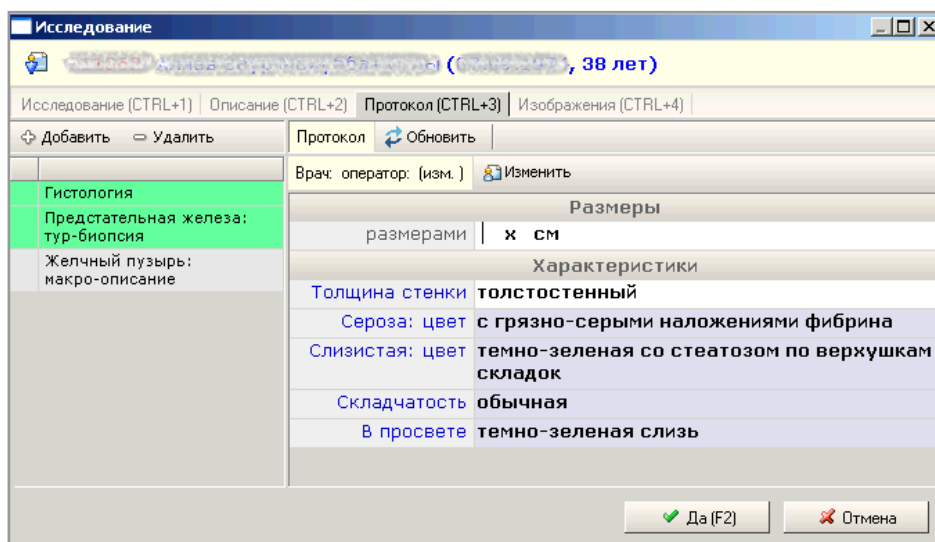 Исследование
(, 38 лет)
Исследование (CTRL+1) Описание (CTRL+2) Протокол (CTRL+3) Изображения (CTRL+4)
Добавить Удалить
Протокол Обновить
Врач: оператор: (изм. ) Изменить
Гистология
Предстательная железа:
тур-биопсия
Желчный пузырь:
макро-описание
Размеры
размерами х см
Характеристики
Толщина стенки толстостенный
Сероза: цвет с грязно-серыми наложениями фибрина
Слизистая: цвет темно-зеленая со стеатозом по верхушкам
складок
Складчатость обычная
В просвете темно-зеленая слизь
Да (F2) Отмена